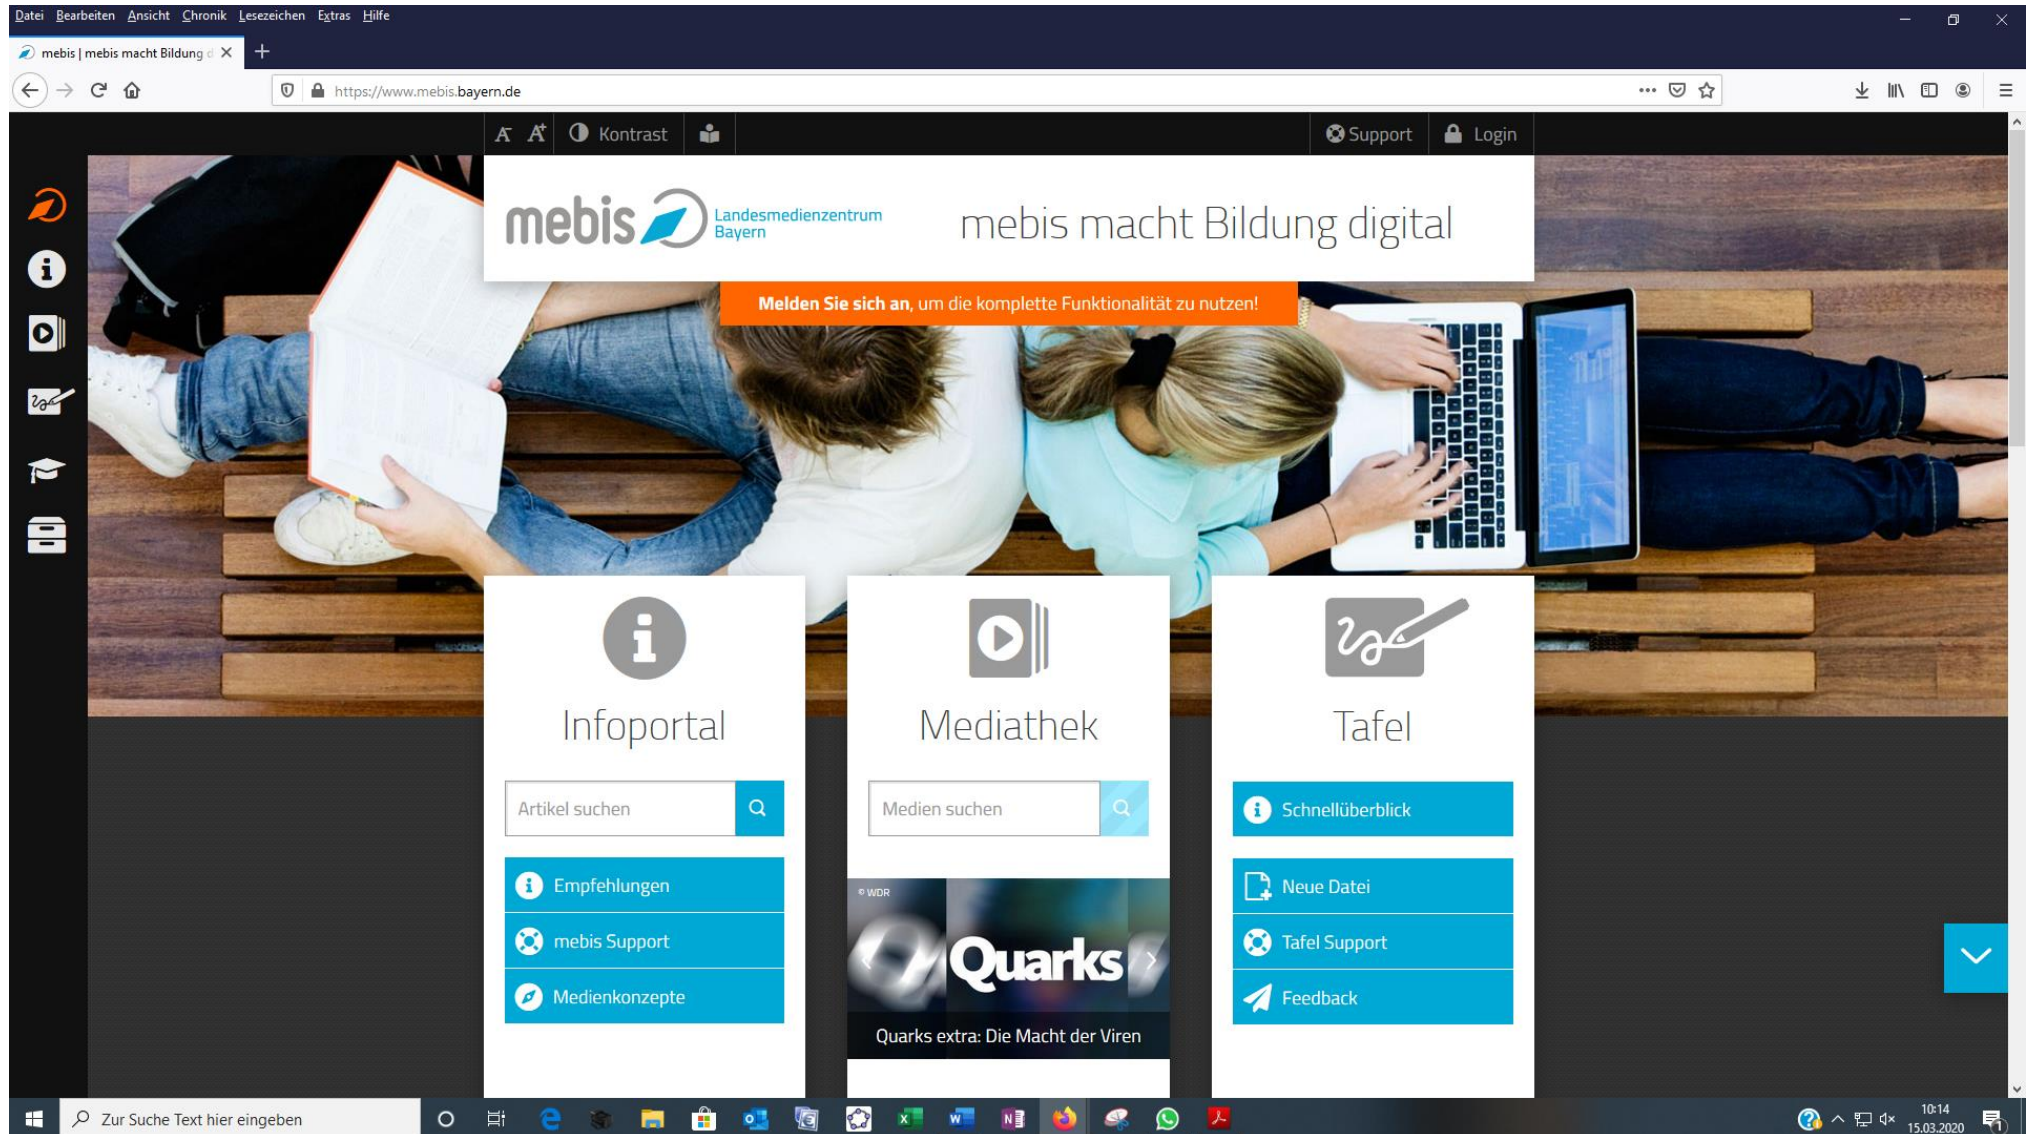 Datei Bearbeiten Ansicht Chronik Lesezeichen Extras Hilfe
mebis | mebis macht Bildung d
https://www.mebis.bayern.de
A- A+ Kontrast
Support Login
mebis Landesmedienzentrum Bayern
mebis macht Bildung digital
Melden Sie sich an, um die komplette Funktionalität zu nutzen!
Infoportal
Artikel suchen
Empfehlungen
mebis Support
Medienkonzepte
Mediathek
Medien suchen
© WDR
Quarks
Quarks extra: Die Macht der Viren
Tafel
Schnellüberblick
Neue Datei
Tafel Support
Feedback
Zur Suche Text hier eingeben
10:14
15.03.2020